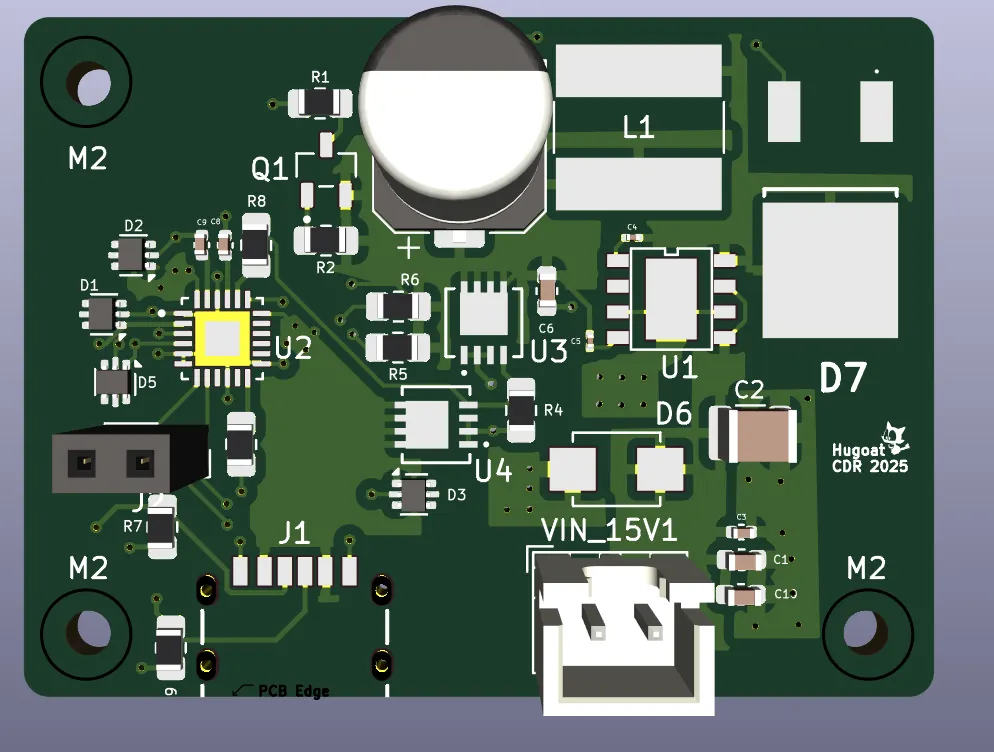 R1
M2
L1
Q1
R8
D2
C9
C8
R2
C4
R6
D1
C6
U2
U3
C5
U1
R5
D5
D7
C2
R4
D6
Hugoat
CDR 2025
U4
D3
J2
R7
J1
VIN_15V1
C3
M2
C1
M2
C10
9
PCB Edge